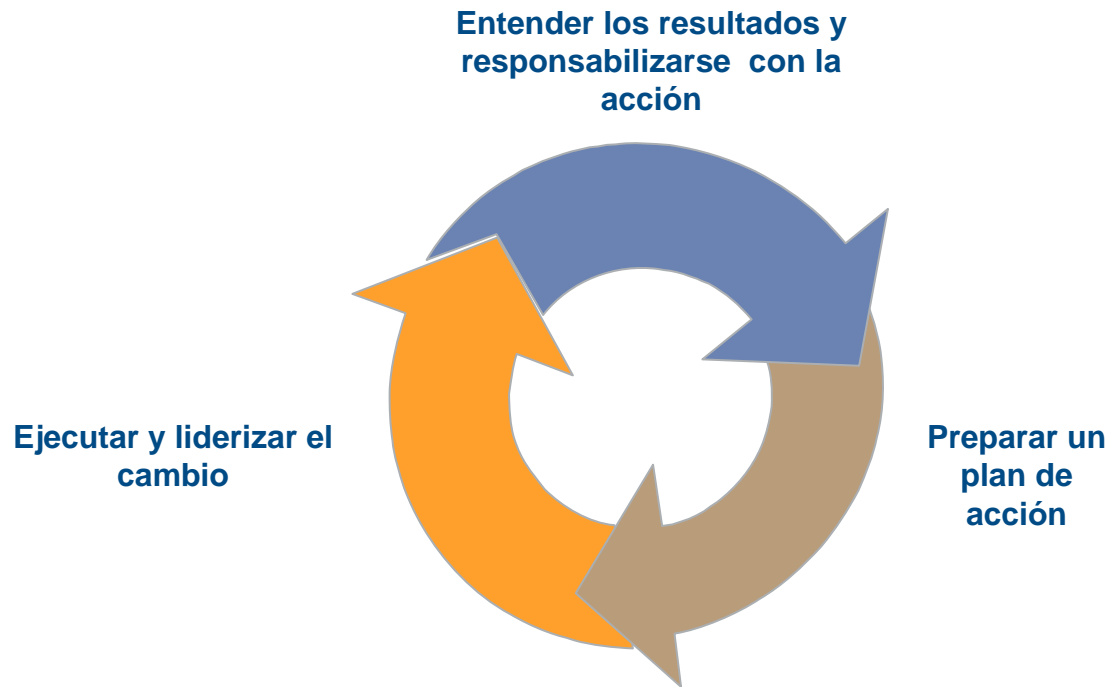 Entender los resultados y
responsabilizarse con la
acción
Ejecutar y liderizar el
cambio
Preparar un
plan de
acción